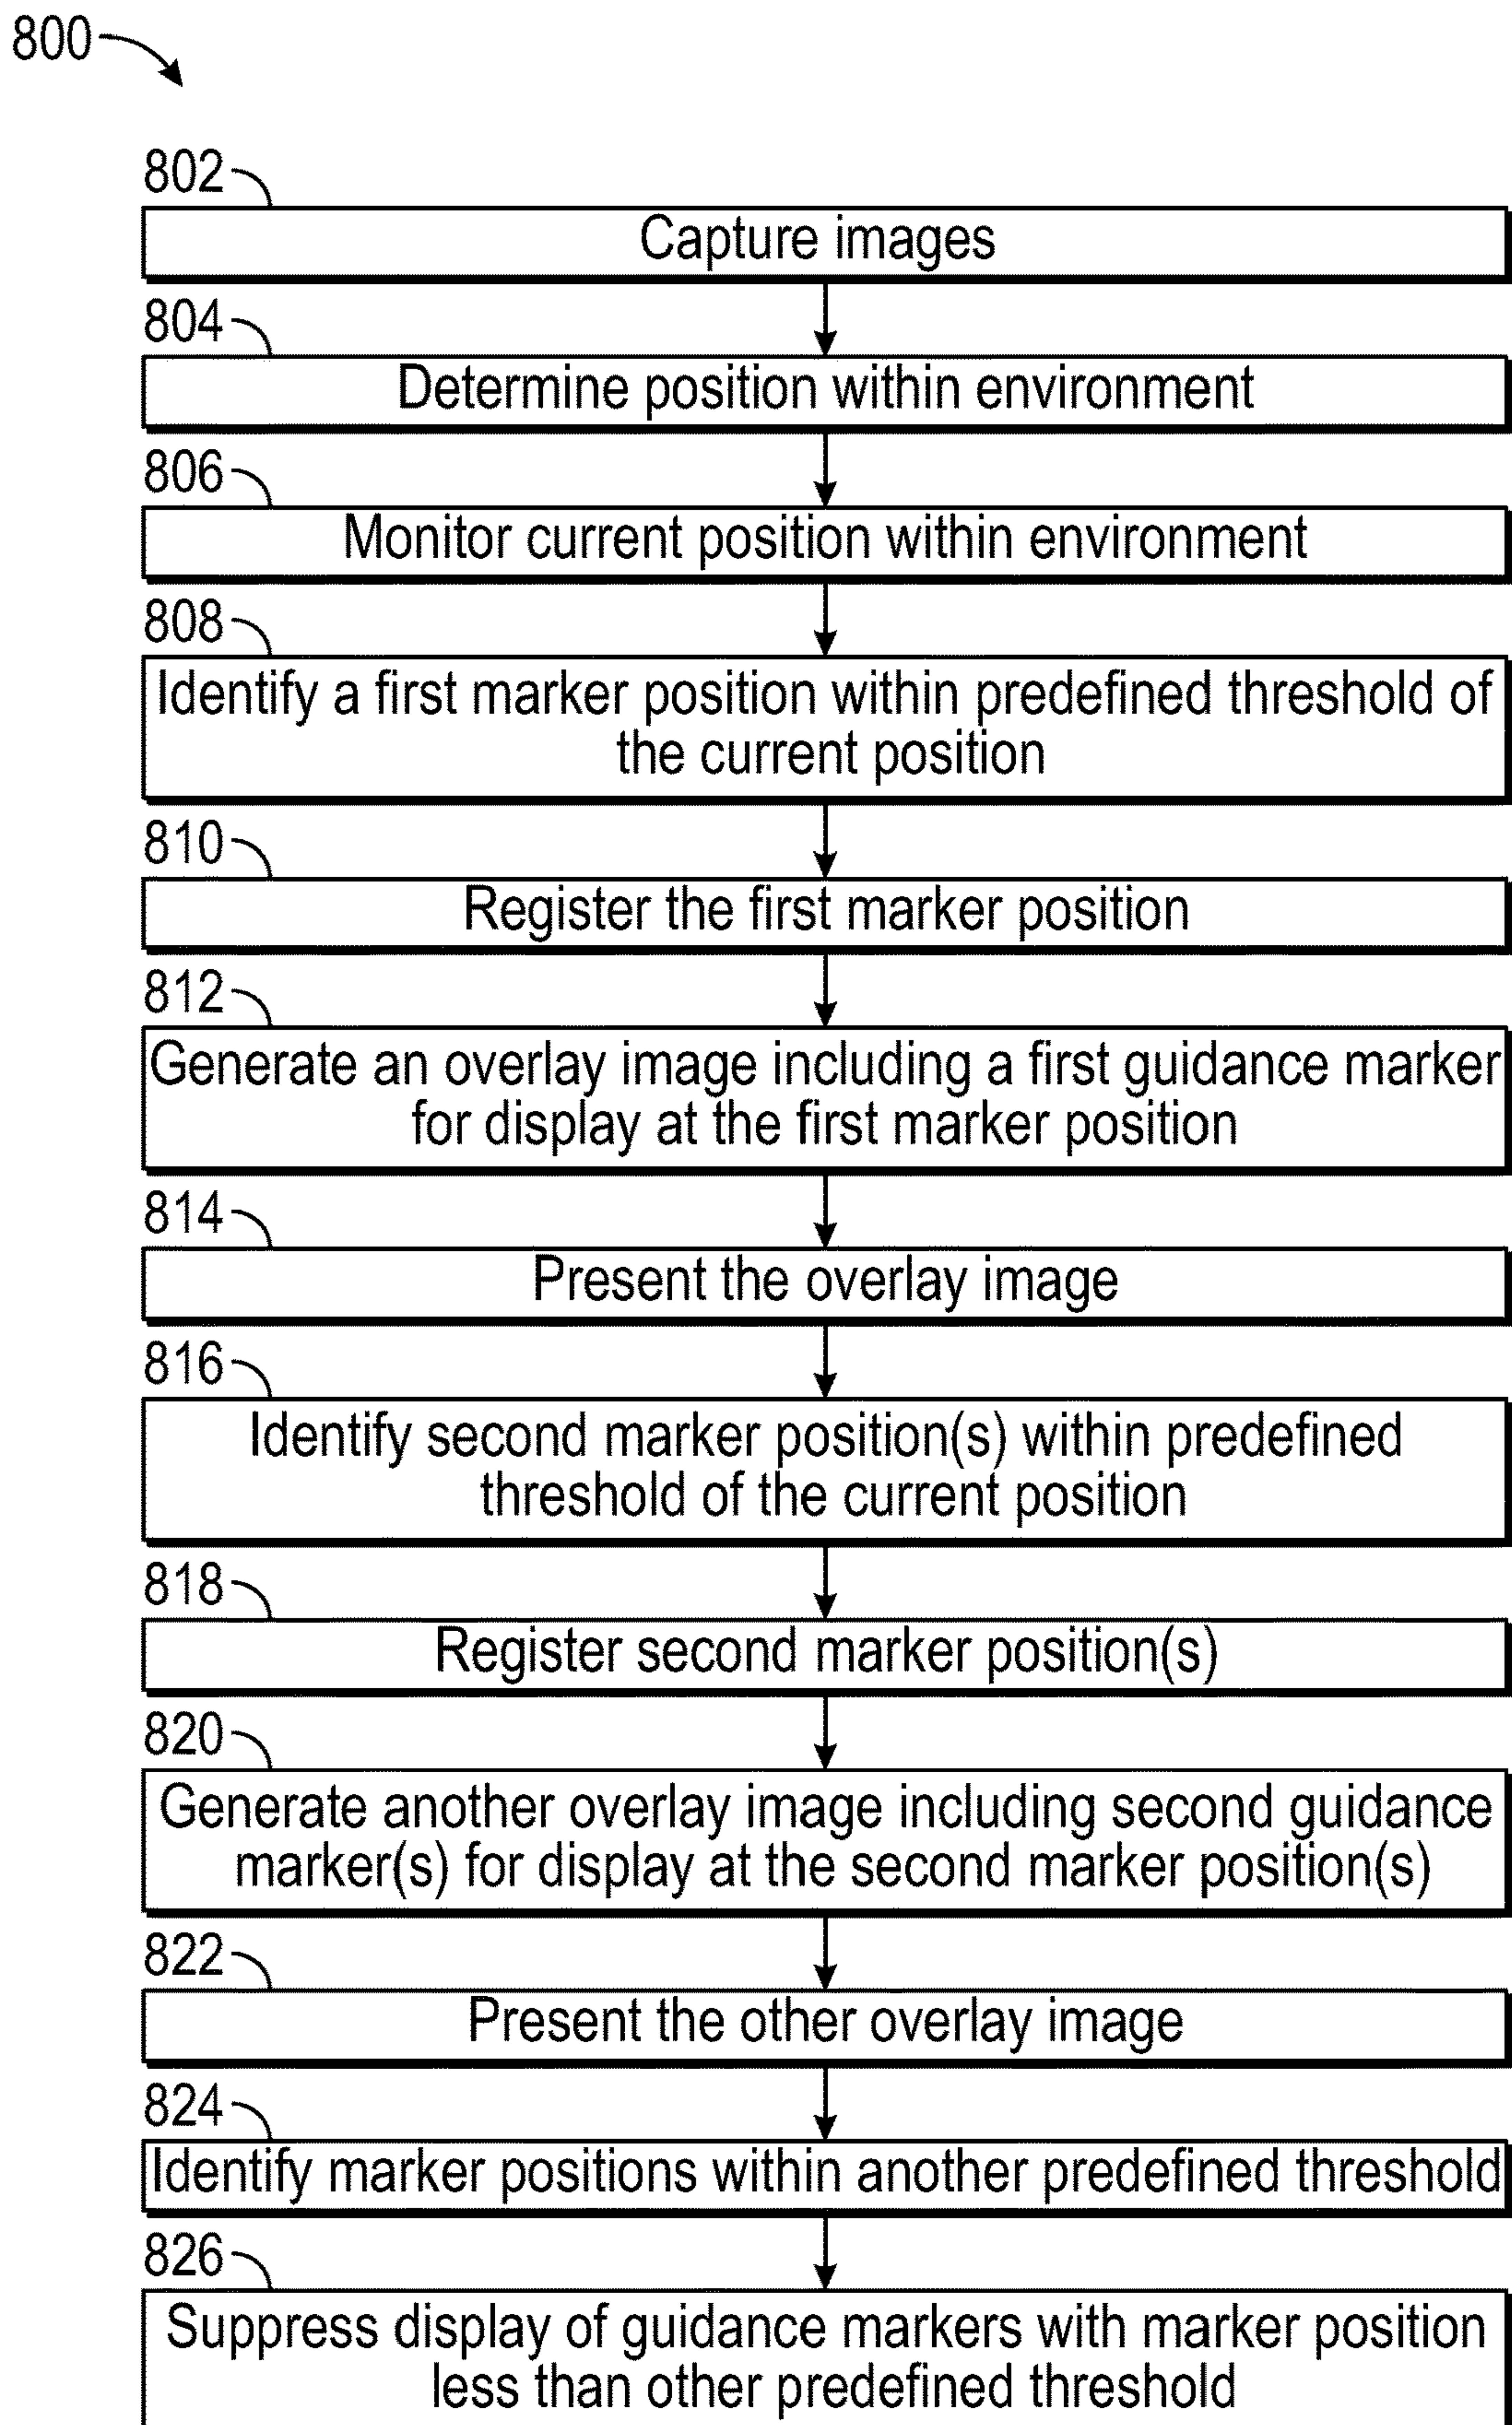 800
802
Capture images
804
Determine position within environment
806
Monitor current position within environment
808
Identify a first marker position within predefined threshold of
the current position
810
Register the first marker position
812
Generate an overlay image including a first guidance marker
for display at the first marker position
814
Present the overlay image
816
Identify second marker position(s) within predefined
threshold of the current position
818
Register second marker position(s)
820
Generate another overlay image including second guidance
marker(s) for display at the second marker position(s)
822
Present the other overlay image
824
Identify marker positions within another predefined threshold
826
Suppress display of guidance markers with marker position
less than other predefined threshold